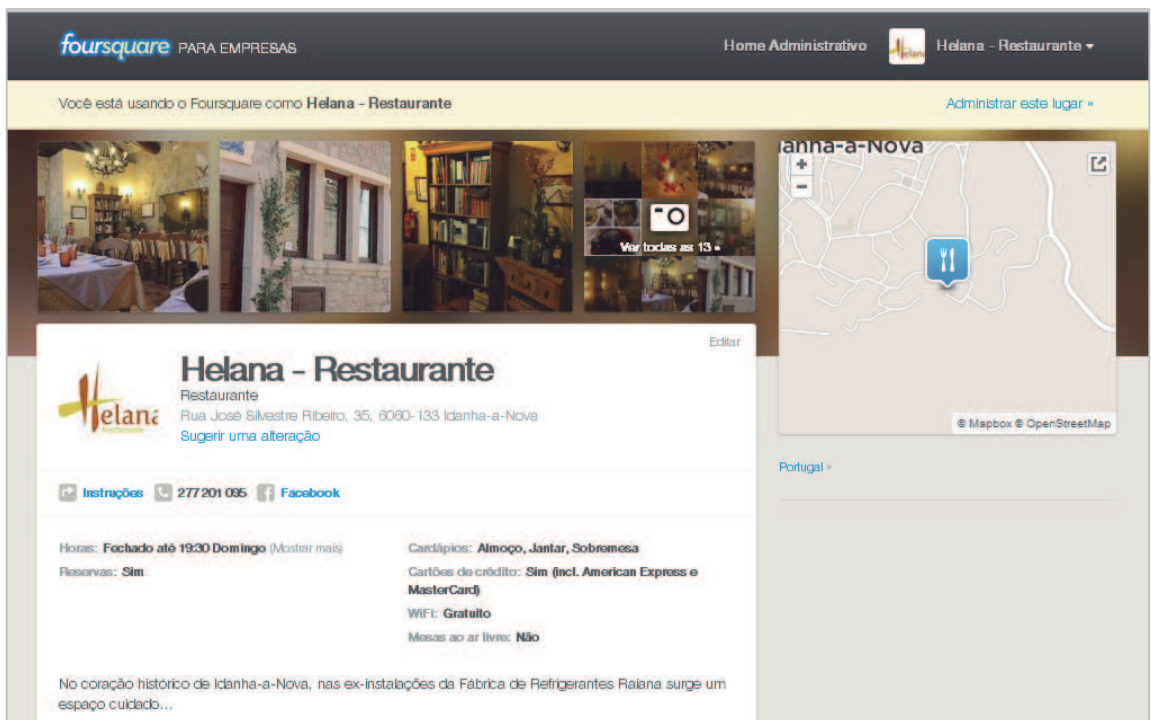 foursquare PARA EMPRESAS
Home Administrativo
Helana - Restaurante
Você está usando o Foursquare como Helana - Restaurante
Administrar este lugar »
Idanha-a-Nova
+
-
Ver todas as 13 »
Editar
Helana
Restaurante
Helana - Restaurante
Restaurante
Rua José Silvestre Ribeiro, 35, 6060-133 Idanha-a-Nova
Sugerir uma alteração
© Mapbox © OpenStreetMap
Portugal »
Instruções 277 201 095 Facebook
Horas: Fechado até 19:30 Domingo (Mostrar mais)
Reservas: Sim
Cardápios: Almoço, Jantar, Sobremesa
Cartões de crédito: Sim (incl. American Express e
MasterCard)
WiFi: Gratuito
Mesas ao ar livre: Não
No coração histórico de Idanha-a-Nova, nas ex-instalações da Fábrica de Refrigerantes Raiana surge um
espaço cuidado...